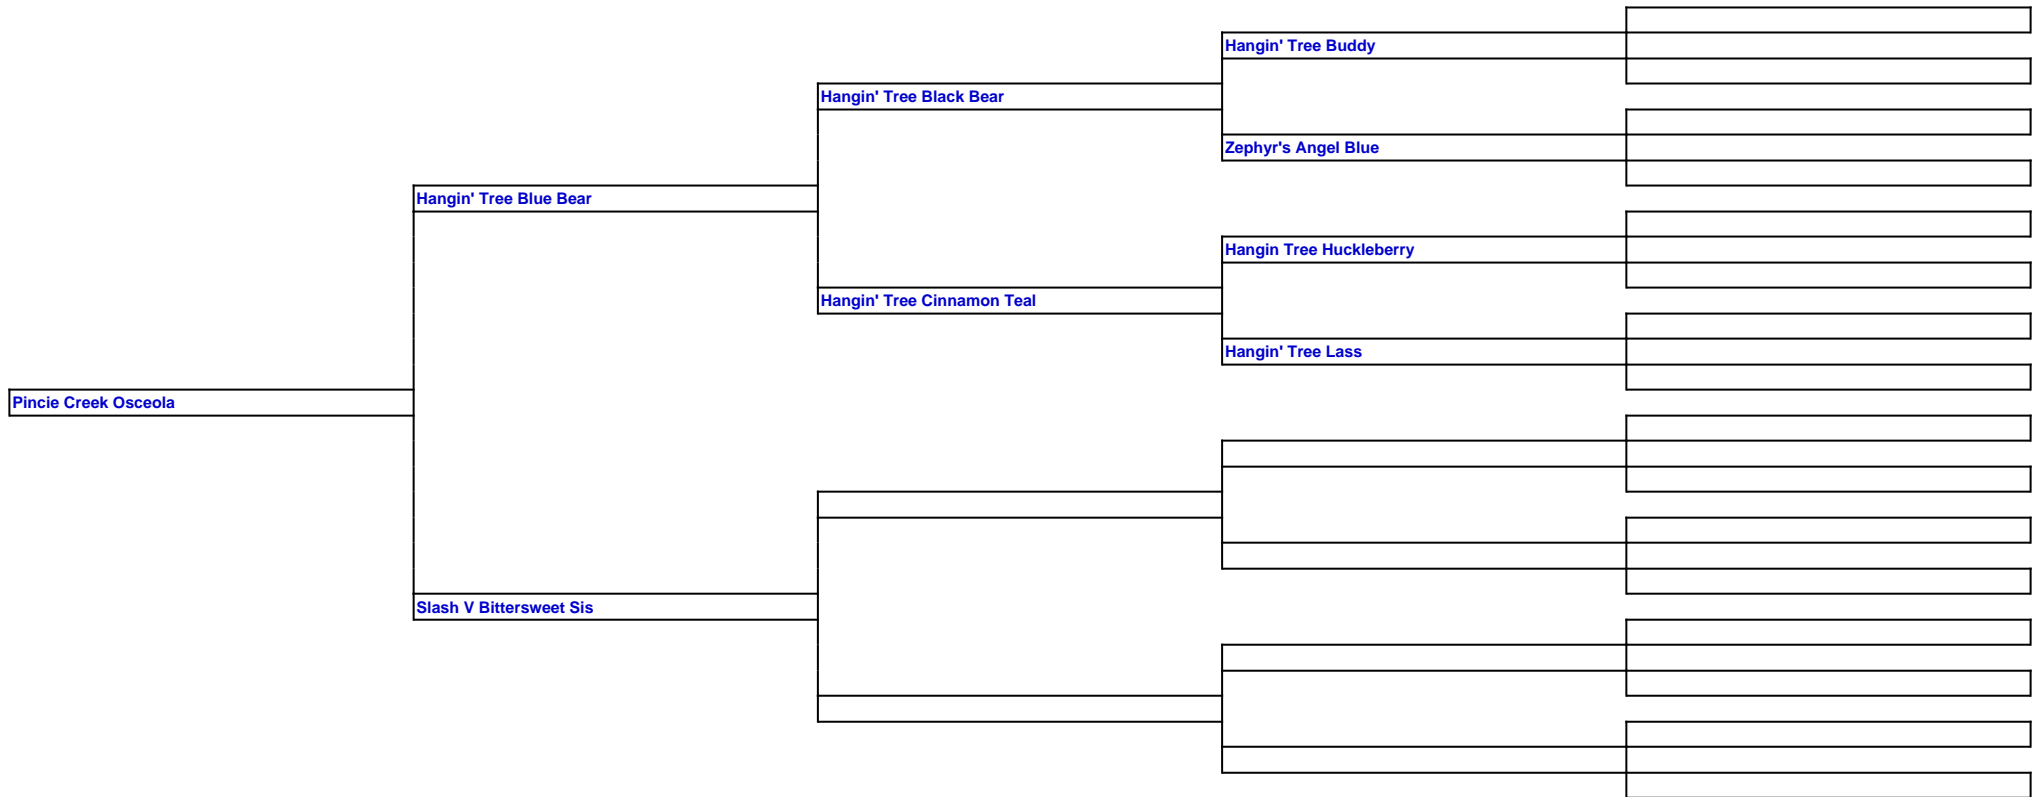 Hangin' Tree Buddy
Hangin' Tree Black Bear
Zephyr's Angel Blue
Hangin' Tree Blue Bear
Hangin Tree Huckleberry
Hangin' Tree Cinnamon Teal
Hangin' Tree Lass
Pincie Creek Osceola
Slash V Bittersweet Sis